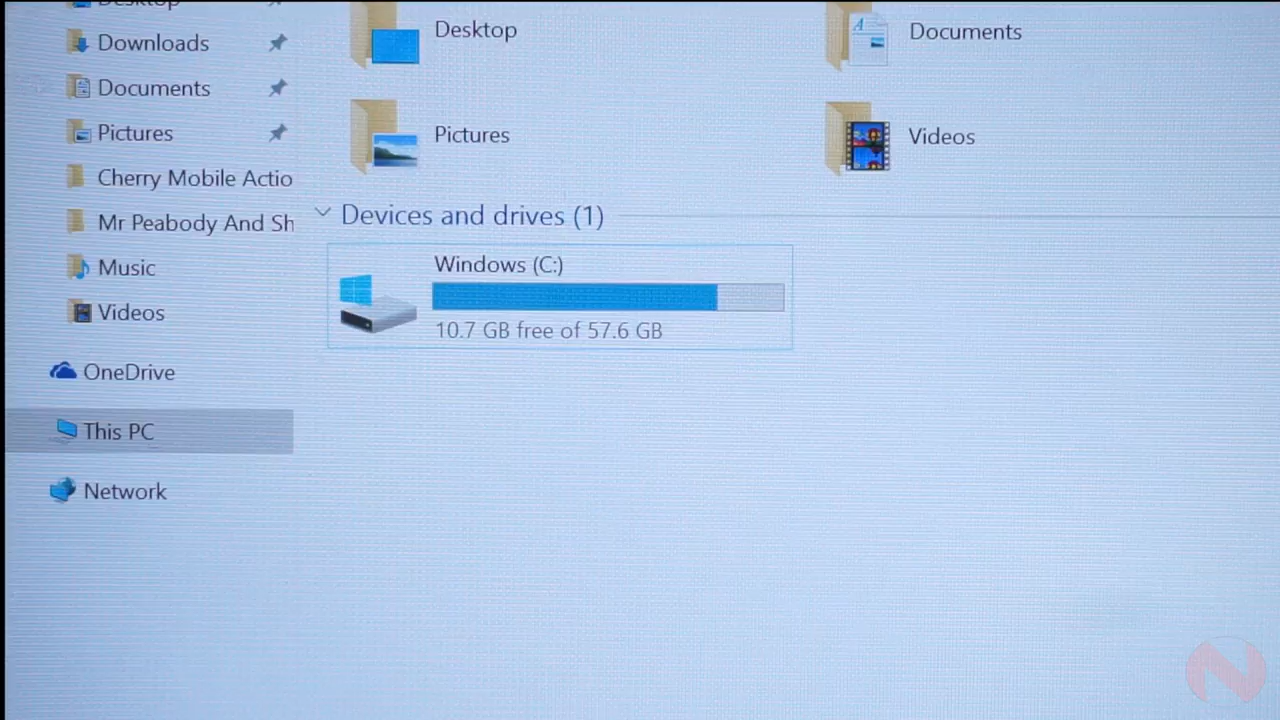 Desktop
Downloads
Documents
Pictures
Cherry Mobile Actio
Mr Peabody And Sh
Music
Videos
OneDrive
This PC
Network
Desktop
Documents
Pictures
Videos
Devices and drives (1)
Windows (C:)
10.7 GB free of 57.6 GB
N